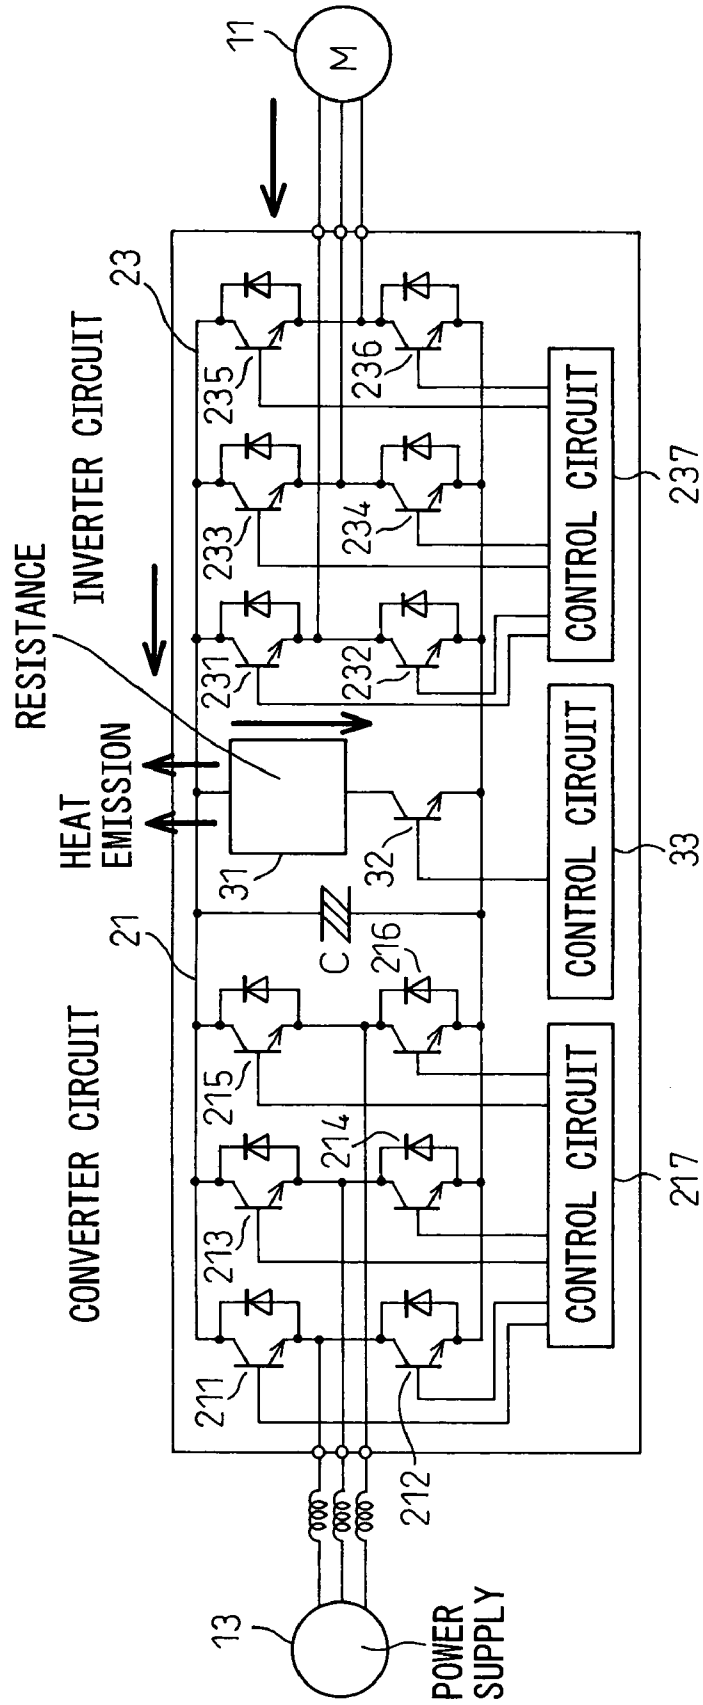 CONVERTER CIRCUIT
HEAT
EMISSION
RESISTANCE
INVERTER CIRCUIT
21
23
13
POWER
SUPPLY
11
M
211
212
213
214
215
216
C
31
32
231
232
233
234
235
236
CONTROL CIRCUIT
217
CONTROL CIRCUIT
33
CONTROL CIRCUIT
237